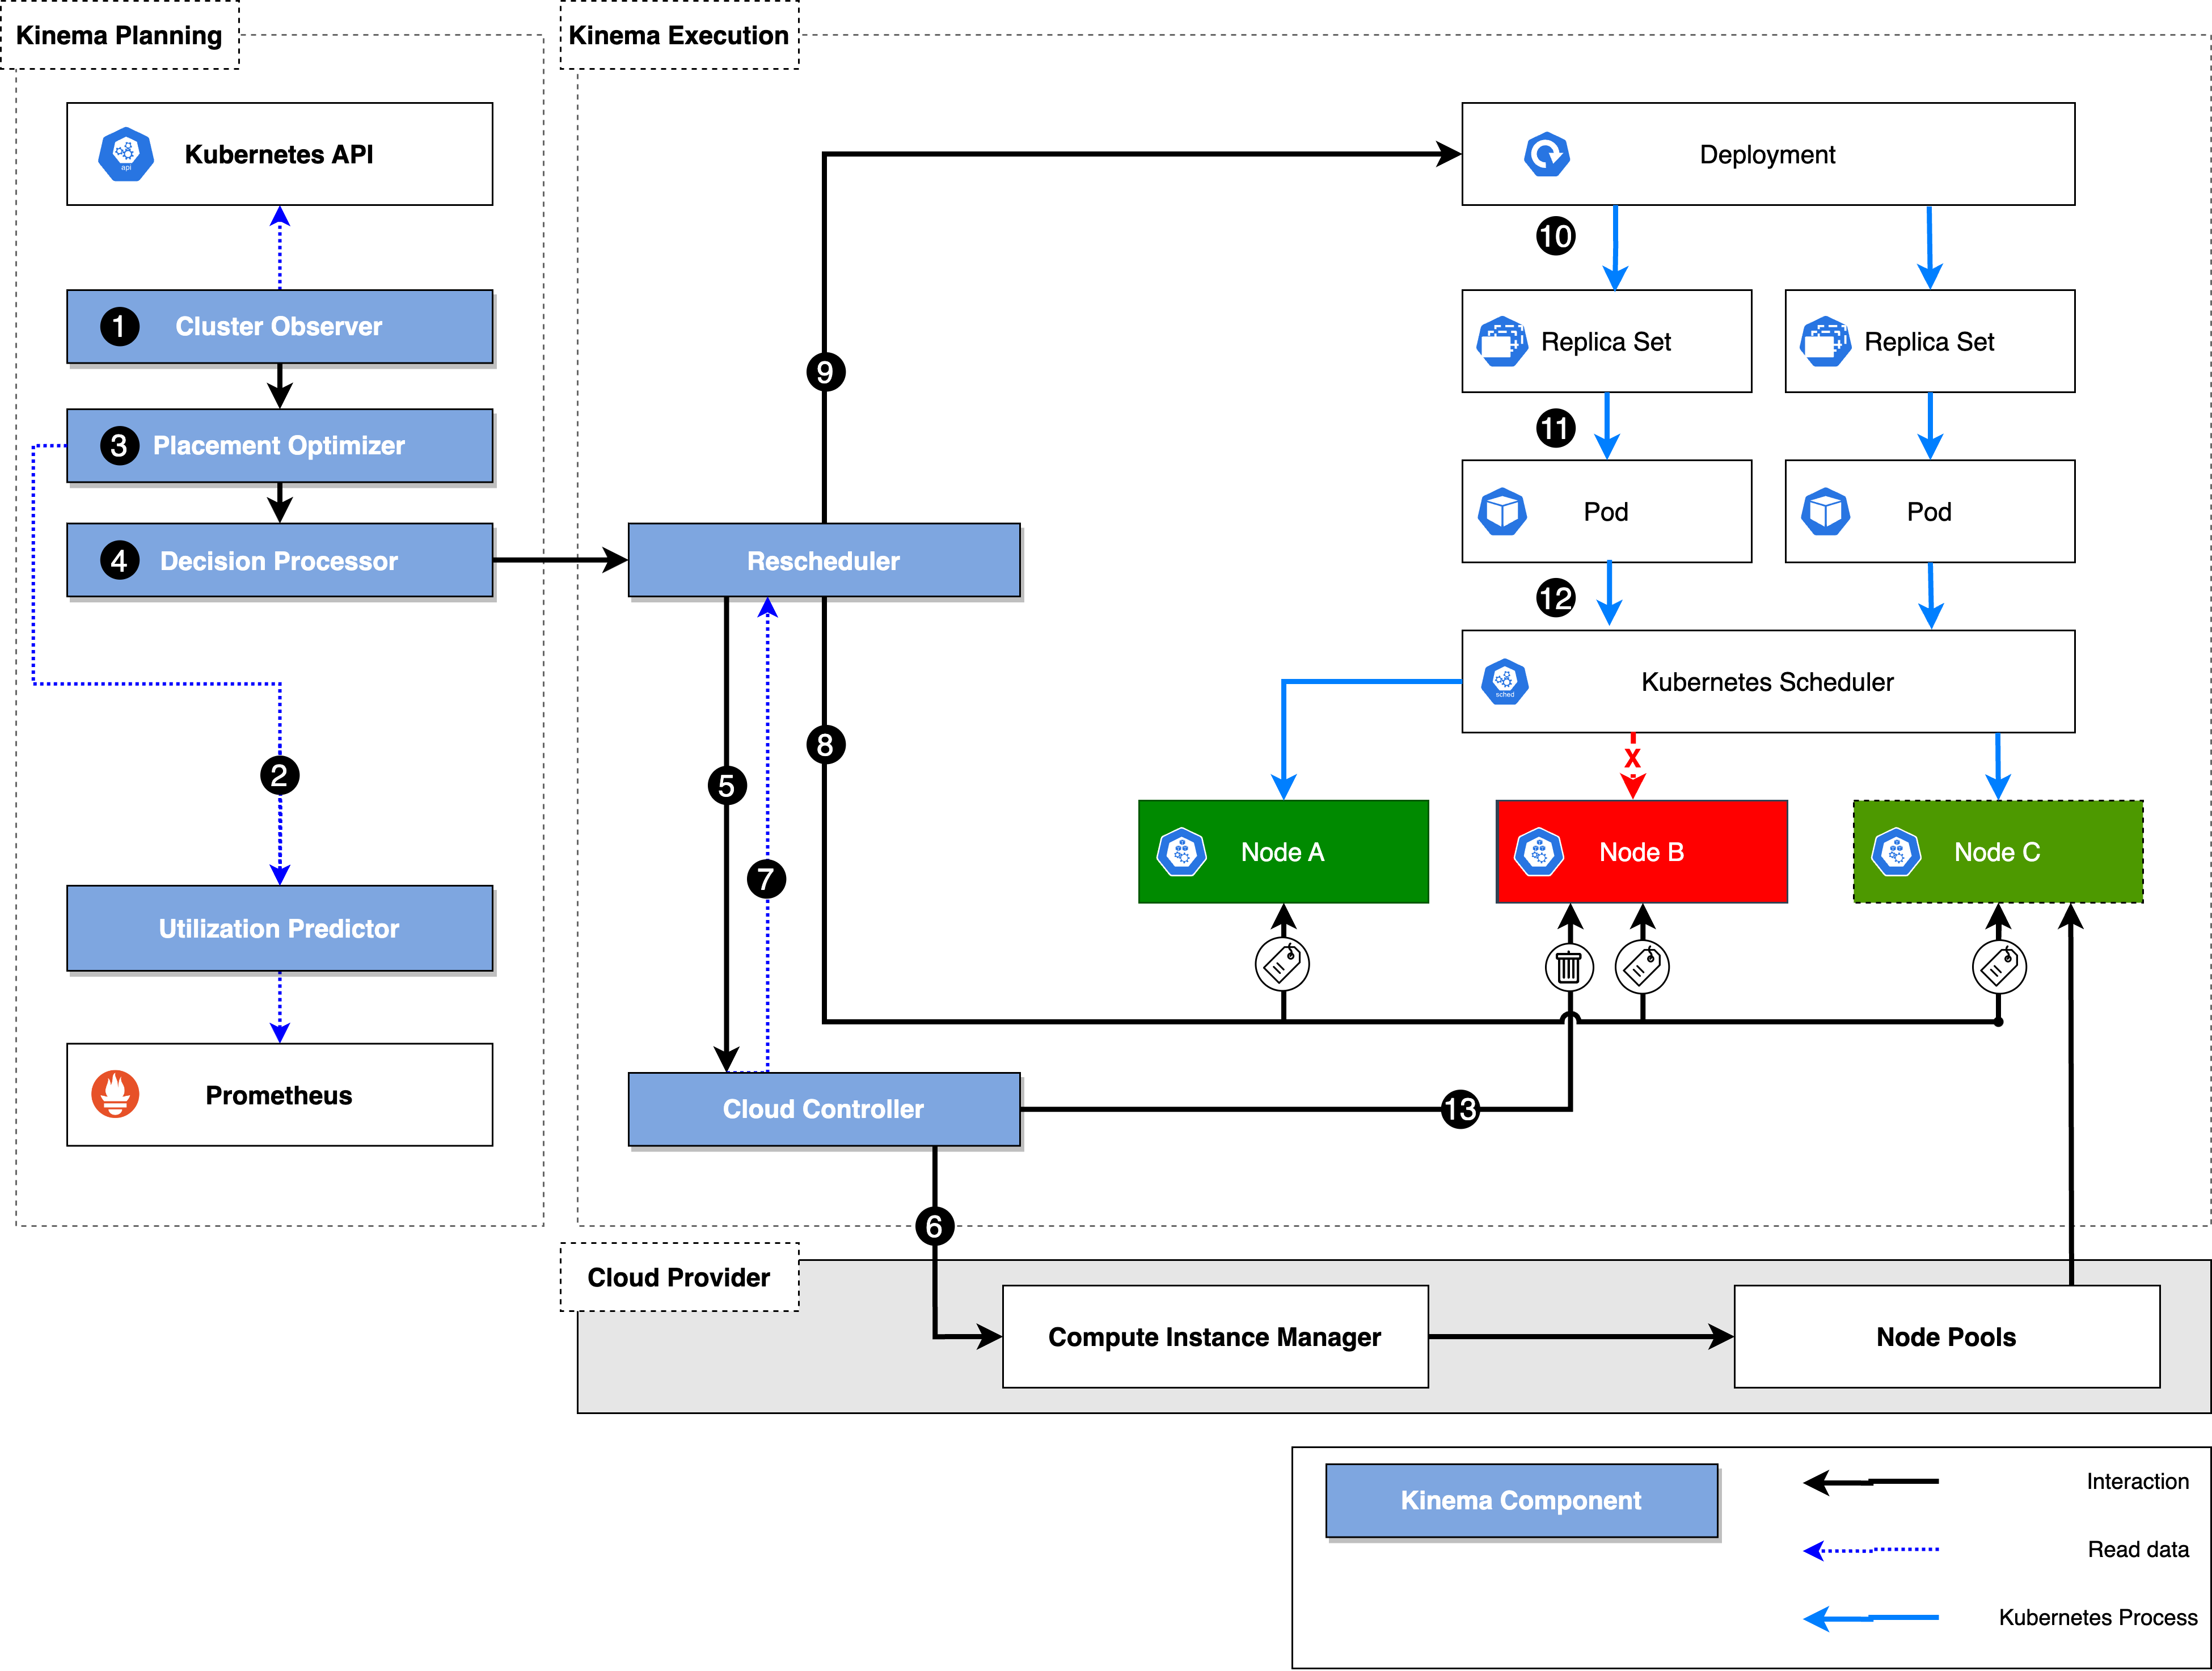 Kinema Planning
Kubernetes API
api
1 Cluster Observer
3 Placement Optimizer
4 Decision Processor
2
Utilization Predictor
Prometheus
Kinema Execution
Deployment
10
Replica Set
Replica Set
9
11
Pod
Pod
Rescheduler
12
Kubernetes Scheduler
sched
8
5
X
7
Node A
Node B
Node C
Cloud Controller
13
6
Cloud Provider
Compute Instance Manager
Node Pools
Kinema Component
Interaction
Read data
Kubernetes Process